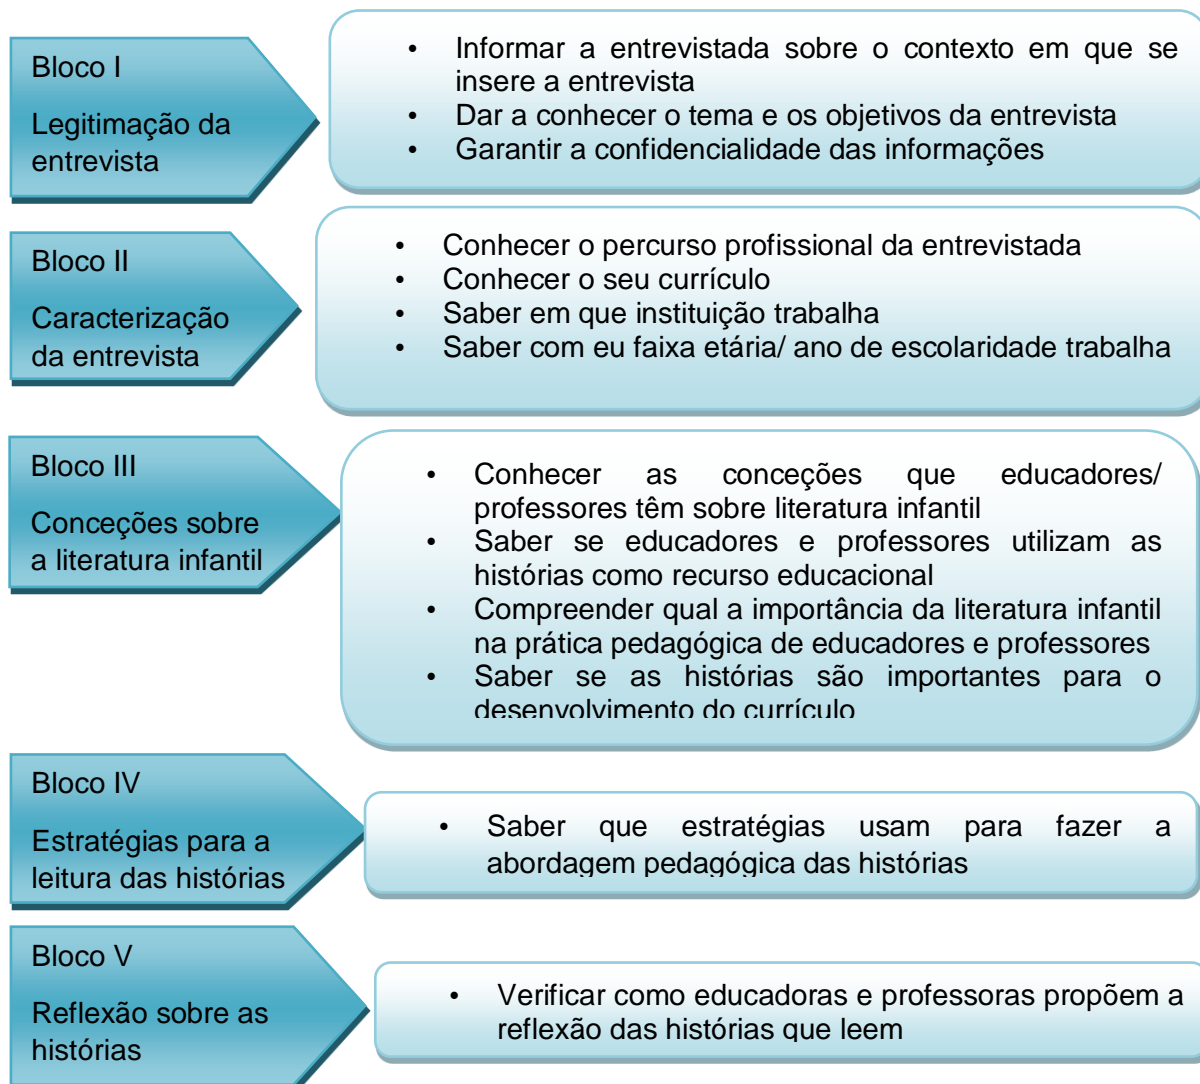 Bloco I
Legitimação da
entrevista
• Informar a entrevistada sobre o contexto em que se
insere a entrevista
• Dar a conhecer o tema e os objetivos da entrevista
• Garantir a confidencialidade das informações
Bloco II
Caracterização
da entrevista
• Conhecer o percurso profissional da entrevistada
• Conhecer o seu currículo
• Saber em que instituição trabalha
• Saber com eu faixa etária/ ano de escolaridade trabalha
Bloco III
Conceções sobre
a literatura infantil
• Conhecer as conceções que educadores/
professores têm sobre literatura infantil
• Saber se educadores e professores utilizam as
histórias como recurso educacional
• Compreender qual a importância da literatura infantil
na prática pedagógica de educadores e professores
• Saber se as histórias são importantes para o
desenvolvimento do currículo
Bloco IV
Estratégias para a
leitura das histórias
• Saber que estratégias usam para fazer a
abordagem pedagógica das histórias
Bloco V
Reflexão sobre as
histórias
• Verificar como educadoras e professoras propõem a
reflexão das histórias que leem